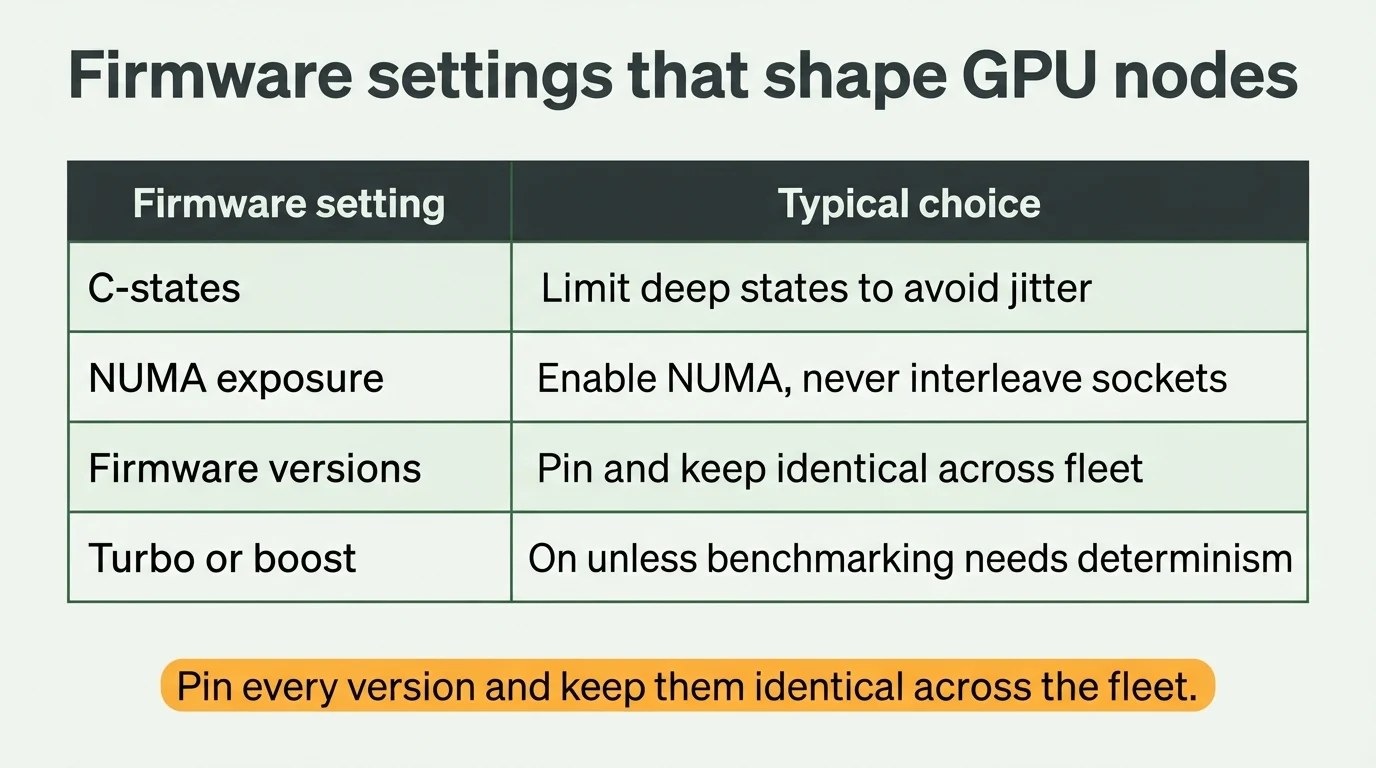 Firmware settings that shape GPU nodes
Firmware setting
Typical choice
C-states
Limit deep states to avoid jitter
NUMA exposure
Enable NUMA, never interleave sockets
Firmware versions
Pin and keep identical across fleet
Turbo or boost
On unless benchmarking needs determinism
Pin every version and keep them identical across the fleet.